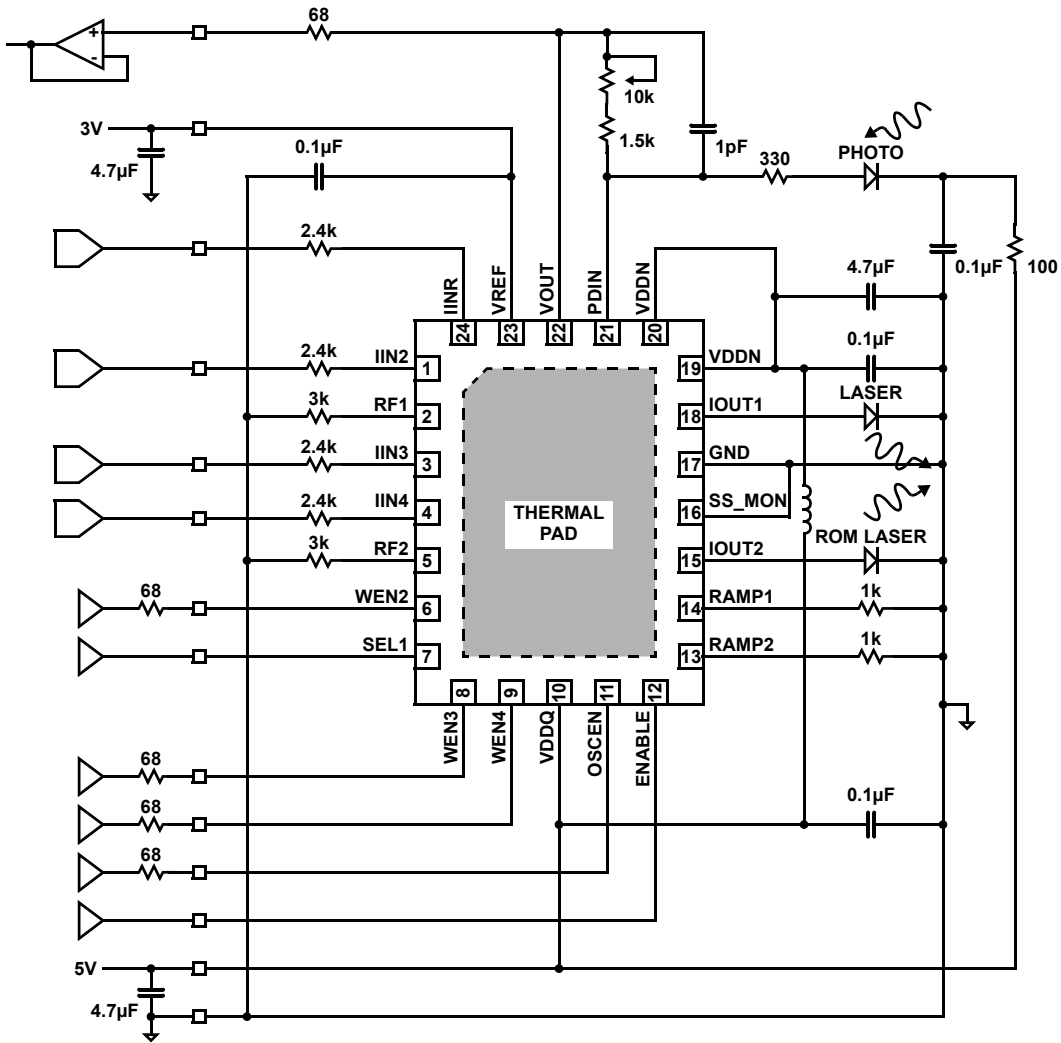 68
+
-
10k
1.5k
1pF
3V
4.7µF
0.1µF
330
PHOTO
2.4k
IINR
VREF
VOUT
PDIN
VDDN
4.7µF
0.1µF
100
24
23
22
21
20
2.4k
IIN2
1
19
VDDN
0.1µF
3k
RF1
2
18
IOUT1
LASER
2.4k
IIN3
3
17
GND
2.4k
IIN4
4
16
SS_MON
THERMAL
PAD
3k
RF2
5
15
IOUT2
ROM LASER
68
WEN2
6
14
RAMP1
1k
SEL1
7
13
RAMP2
1k
8
9
10
11
12
WEN3
WEN4
VDDQ
OSCEN
ENABLE
68
68
0.1µF
68
5V
4.7µF